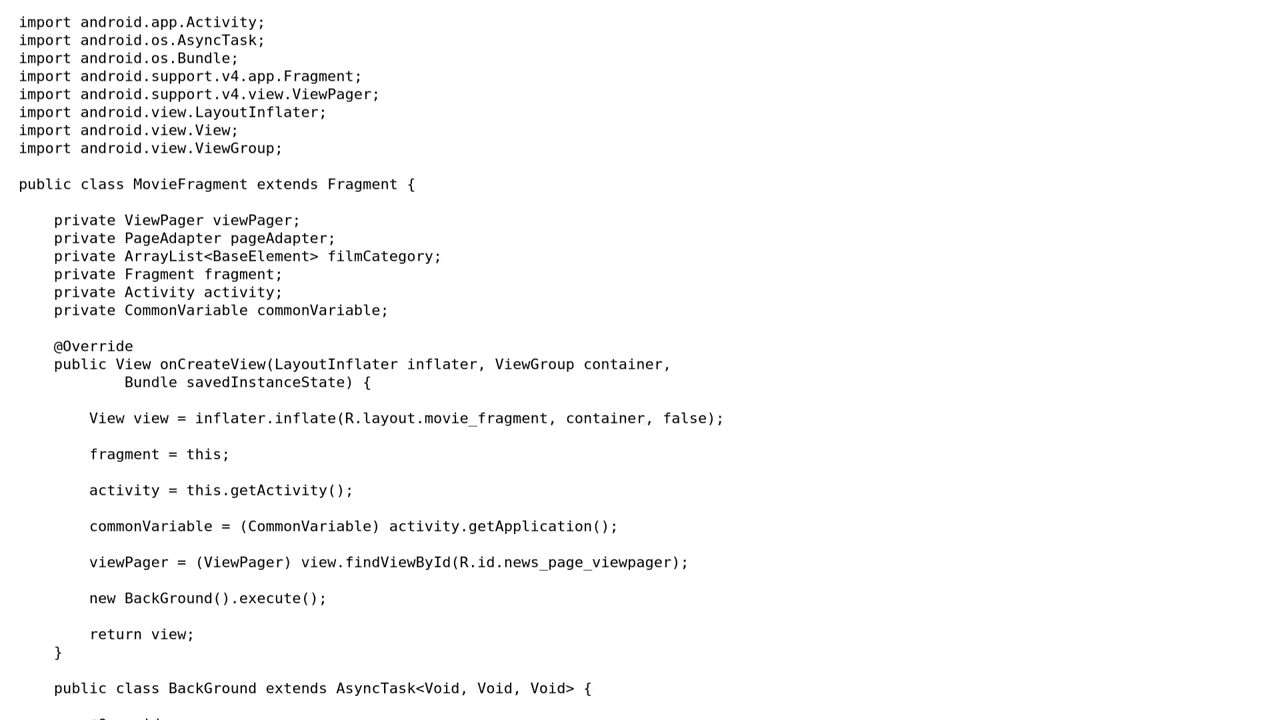 import android.app.Activity;
import android.os.AsyncTask;
import android.os.Bundle;
import android.support.v4.app.Fragment;
import android.support.v4.view.ViewPager;
import android.view.LayoutInflater;
import android.view.View;
import android.view.ViewGroup;

public class MovieFragment extends Fragment {

    private ViewPager viewPager;
    private PageAdapter pageAdapter;
    private ArrayList<BaseElement> filmCategory;
    private Fragment fragment;
    private Activity activity;
    private CommonVariable commonVariable;

    @Override
    public View onCreateView(LayoutInflater inflater, ViewGroup container,
            Bundle savedInstanceState) {

        View view = inflater.inflate(R.layout.movie_fragment, container, false);

        fragment = this;

        activity = this.getActivity();

        commonVariable = (CommonVariable) activity.getApplication();

        viewPager = (ViewPager) view.findViewById(R.id.news_page_viewpager);

        new BackGround().execute();

        return view;
    }

    public class BackGround extends AsyncTask<Void, Void, Void> {